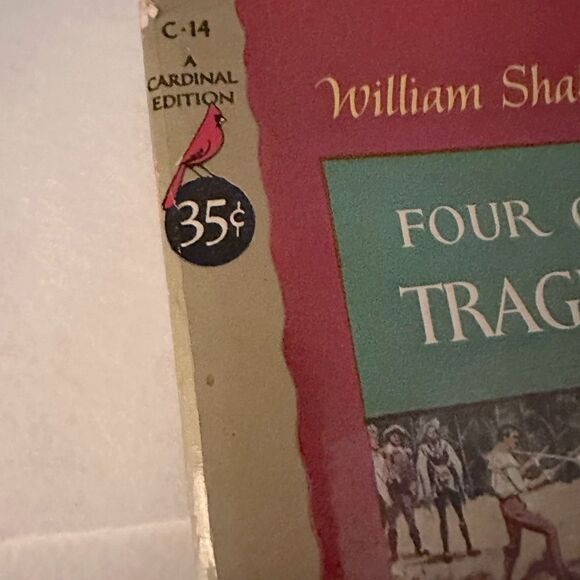 C·14
A
CARDINAL
EDITION
35¢
William Sha
FOUR
TRAG